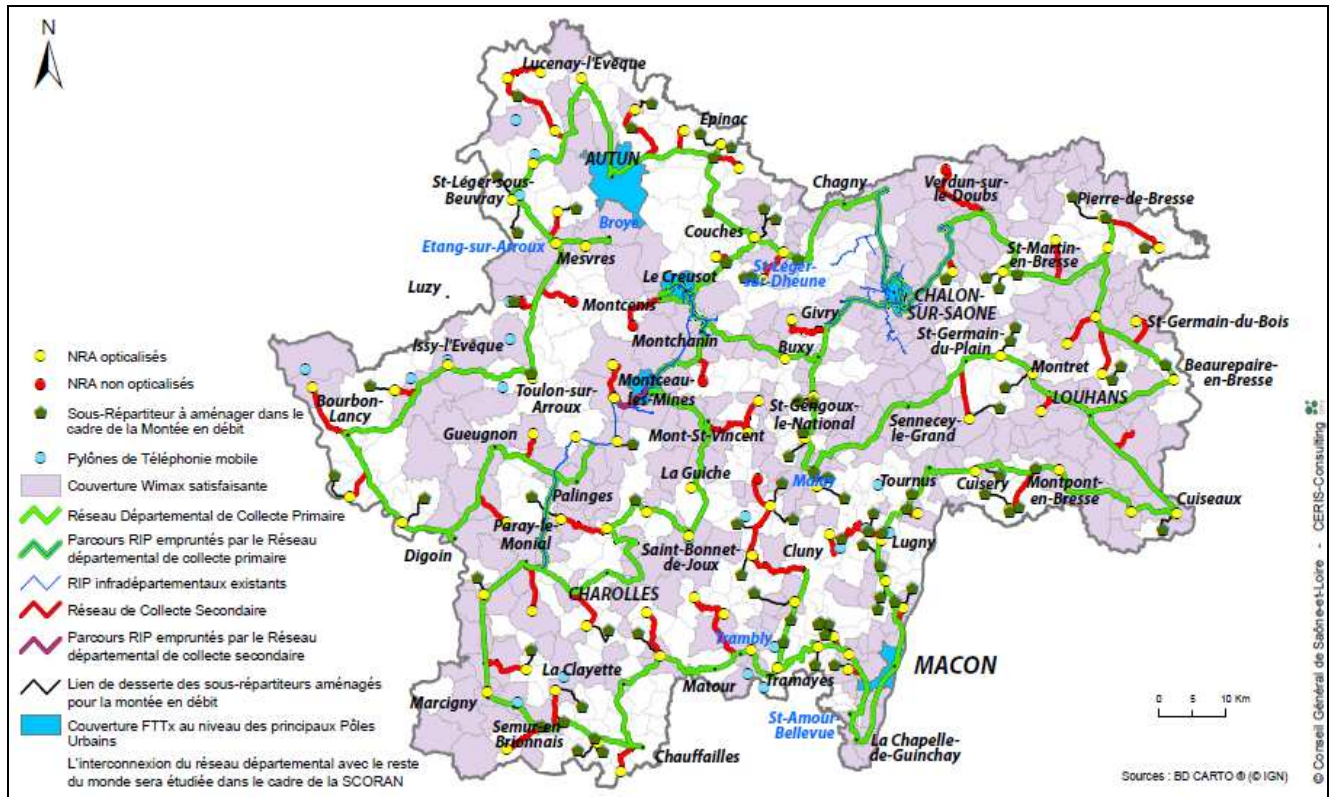 N
Lucenay-l'Evêque
Epinac
AUTUN
Chagny
Verdun-sur-
le Doubs
Pierre-de-Bresse
St-Léger-sous-
Beuvray
Broye
Couches
Etang-sur-Arroux
Mesvres
St-Martin-
en-Bresse
Le Creusot
St-Léger-
sur-Dheune
Luzy
Montcenis
Givry
CHALON-
SUR-SAONE
St-Germain-du-Bois
Montchanin
St-Germain-
du-Plain
Issy-l'Evêque
Buxy
Montret
Beaurepaire-
en-Bresse
Bourbon-
Lancy
Toulon-sur-
Arroux
Montceau-
les-Mines
St-Gengoux-
le-National
LOUHANS
Sennecey-
le-Grand
Gueugnon
Mont-St-Vincent
La Guiche
Malay
Tournus
Cuisery
Montpont-
en-Bresse
Cuiseaux
Palinges
Paray-le-
Monial
Digoin
Saint-Bonnet-
de-Joux
Cluny
Lugny
CHAROLLES
Trambly
MACON
La Clayette
Matour
Tramayes
Marcigny
St-Amour-
Bellevue
Semur-en
Brionnais
Chauffailles
La Chapelle-
de-Guinchay
NRA opticalisés
NRA non opticalisés
Sous-Répartiteur à aménager dans le
cadre de la Montée en débit
Pylônes de Téléphonie mobile
Couverture Wimax satisfaisante
Réseau Départemental de Collecte Primaire
Parcours RIP empruntés par le Réseau
départemental de collecte primaire
RIP infradépartementaux existants
Réseau de Collecte Secondaire
Parcours RIP empruntés par le Réseau
départemental de collecte secondaire
Lien de desserte des sous-répartiteurs aménagés
pour la montée en débit
Couverture FTTx au niveau des principaux Pôles
Urbains
L'interconnexion du réseau départemental avec le reste
du monde sera étudiée dans le cadre de la SCORAN
0 5 10 Km
Sources : BD CARTO ® (© IGN)
© Conseil Général de Saône-et-Loire - CERIS-Consulting